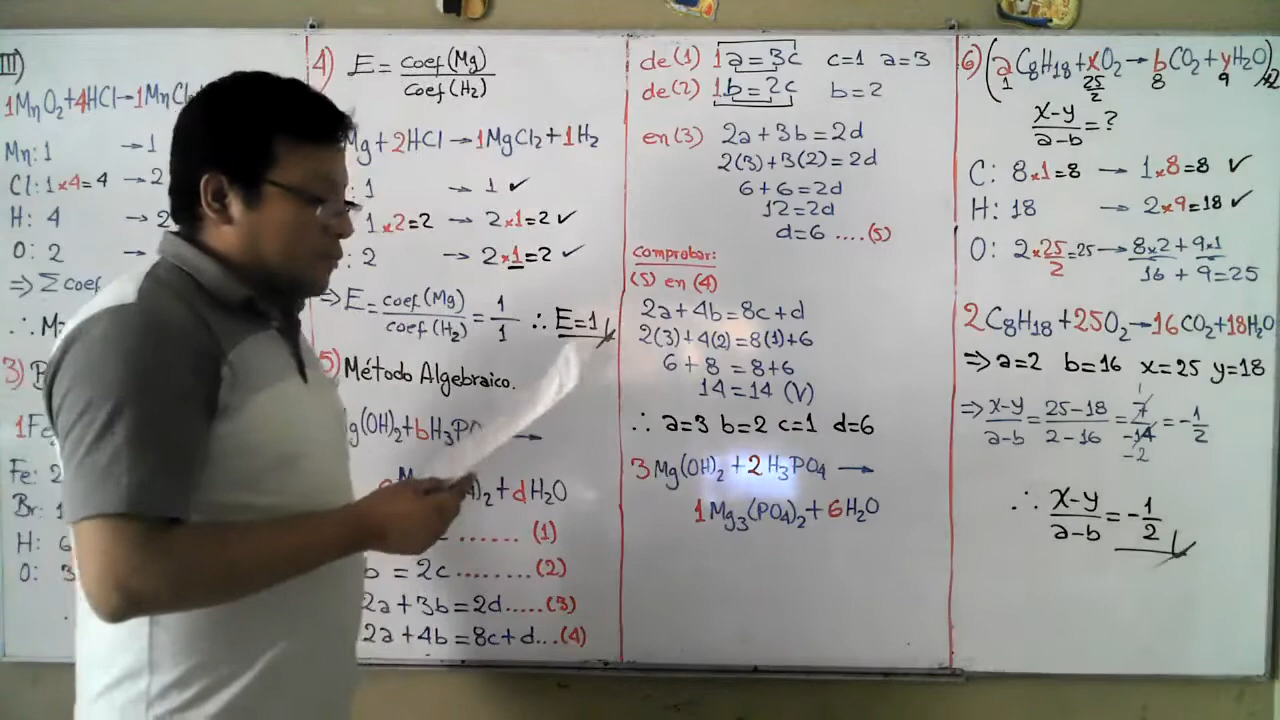 III)
1MnO₂+4HCl→1MnCl₂
Mn: 1 →1
Cl: 1×4=4 →2
H: 4 →2
O: 2 →
⇒ Σcoef
∴ M
3)
1Fe
Fe: 2
Br: 1
H: 6
O: 3
4) E = coef(Mg)/coef(H₂)
Mg+2HCl→1MgCl₂+1H₂
: 1 → 1 ✓
1×2=2 → 2×1=2 ✓
: 2 → 2×1=2 ✓
⇒E=coef(Mg)/coef(H₂)=1/1 ∴ E=1
5) Método Algebraico.
g(OH)₂+bH₃PO →
)₂+dH₂O
...... (1)
b = 2c........(2)
2a+3b=2d.....(3)
2a+4b=8c+d...(4)
de(1) 1a=3c c=1 a=3
de(2) 1b=2c b=2
en(3) 2a+3b=2d
2(3)+3(2)=2d
6+6=2d
12=2d
d=6 ....(5)
comprobar:
(5) en (4)
2a+4b=8c+d
2(3)+4(2)=8(1)+6
6+8=8+6
14=14 (V)
∴ a=3 b=2 c=1 d=6
3Mg(OH)₂+2H₃PO₄→
1Mg₃(PO₄)₂+6H₂O
6) (aC₈H₁₈+xO₂→bCO₂+yH₂O)×2
1 25/2 8 9
x-y/a-b=?
C: 8×1=8 → 1×8=8 ✓
H: 18 → 2×9=18 ✓
O: 2×25/2=25→8×2+9×1
16+9=25
2C₈H₁₈+25O₂→16CO₂+18H₂O
⇒a=2 b=16 x=25 y=18
⇒x-y/a-b=25-18/2-16=7/-14=-1/2
1
-2
∴ x-y/a-b=-1/2